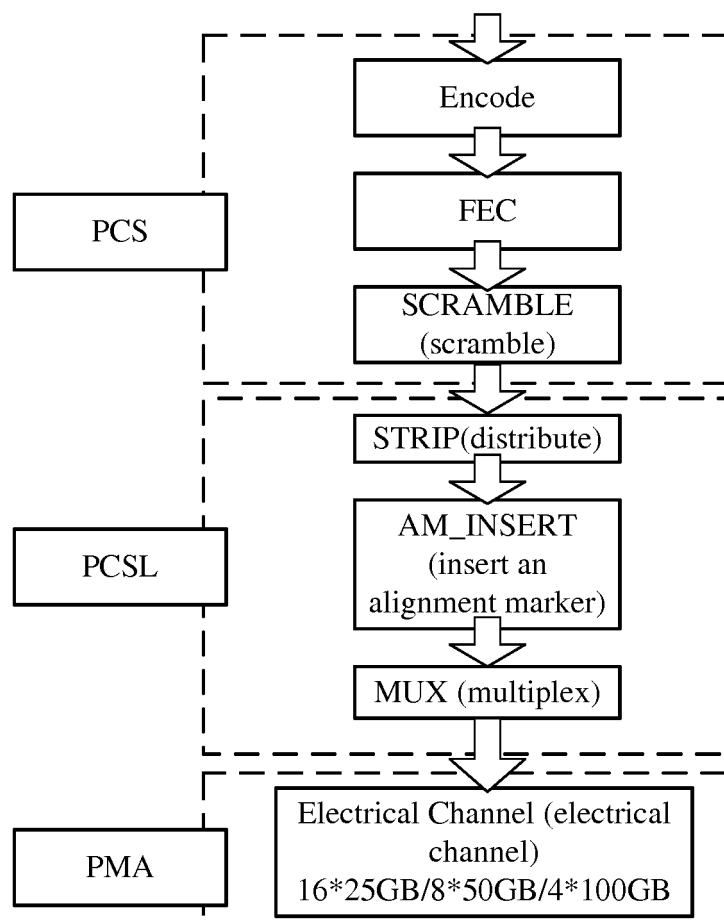 Encode
FEC
PCS
SCRAMBLE
(scramble)
STRIP(distribute)
AM_INSERT
(insert an
alignment marker)
PCSL
MUX (multiplex)
Electrical Channel (electrical
channel)
16*25GB/8*50GB/4*100GB
PMA